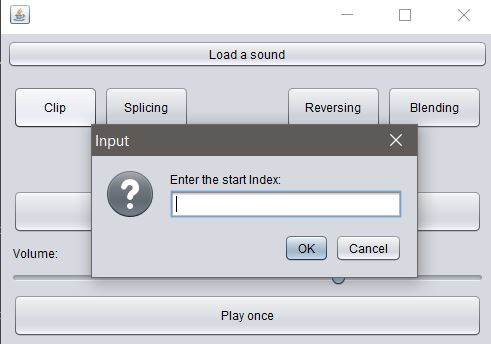 Load a sound
Clip
Splicing
Reversing
Blending
Input
?
Enter the start Index:
OK
Cancel
Volume:
Play once